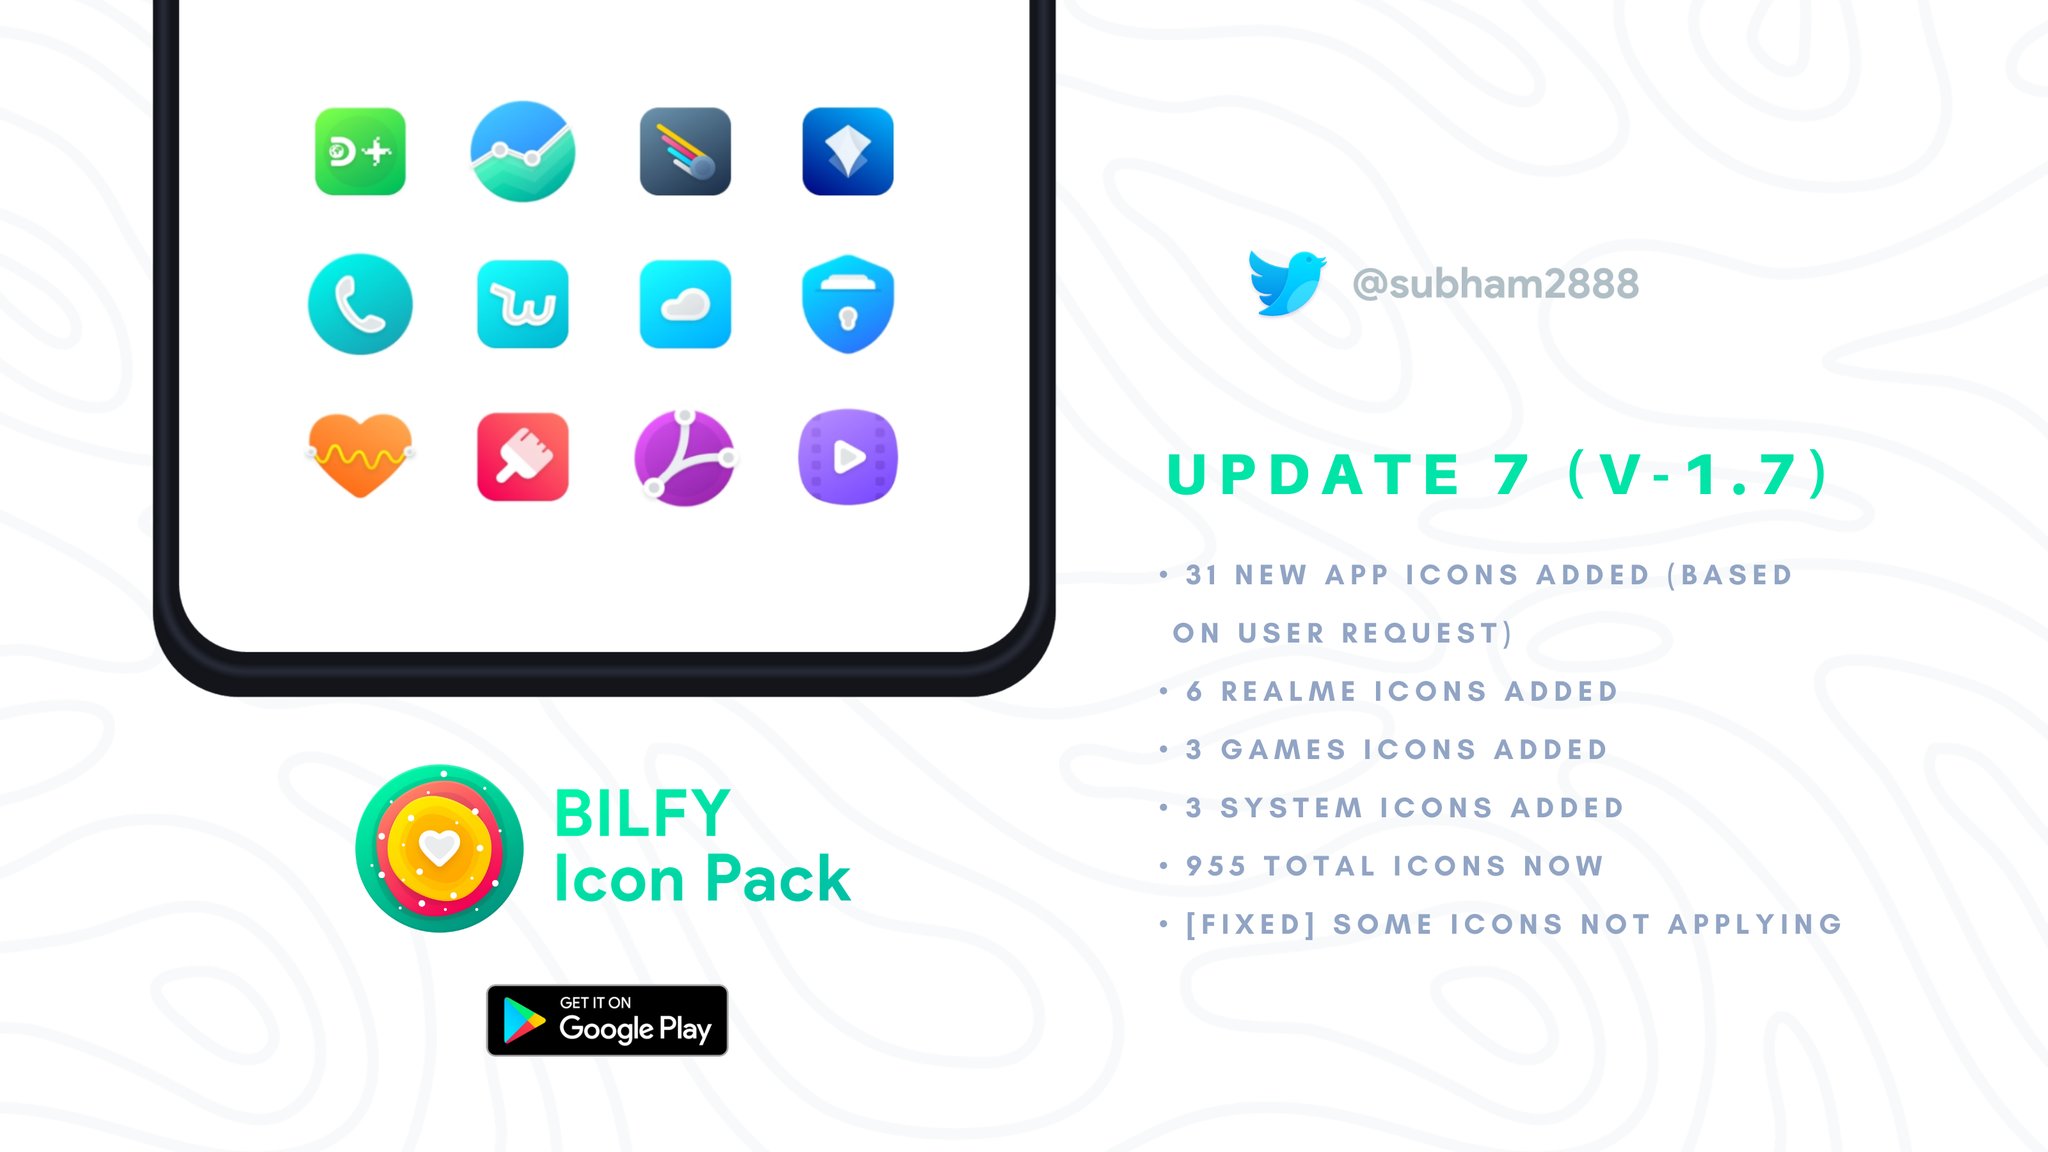 D+
w
@subham2888
UPDATE 7 (V-1.7)
• 31 NEW APP ICONS ADDED (BASED
ON USER REQUEST)
• 6 REALME ICONS ADDED
• 3 GAMES ICONS ADDED
• 3 SYSTEM ICONS ADDED
• 955 TOTAL ICONS NOW
• [FIXED] SOME ICONS NOT APPLYING
BILFY
Icon Pack
GET IT ON
Google Play